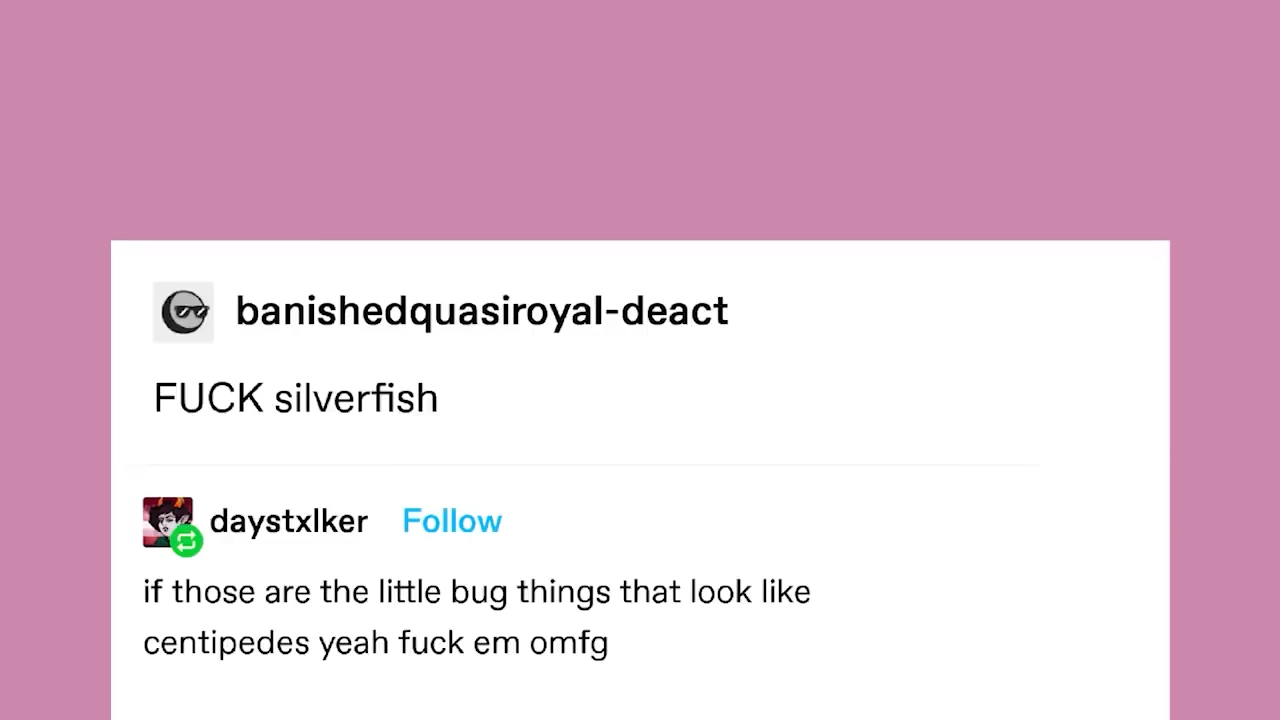 banishedquasiroyal-deact
FUCK silverfish
daystxlker Follow
if those are the little bug things that look like
centipedes yeah fuck em omfg